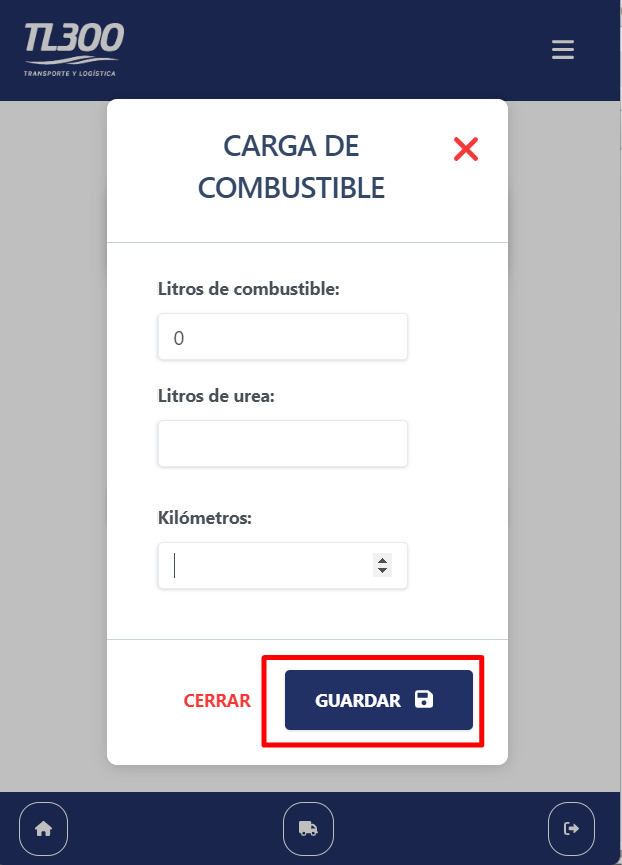 TL300
TRANSPORTE Y LOGÍSTICA
CARGA DE
COMBUSTIBLE
Litros de combustible:
0
Litros de urea:
Kilómetros:
CERRAR
GUARDAR